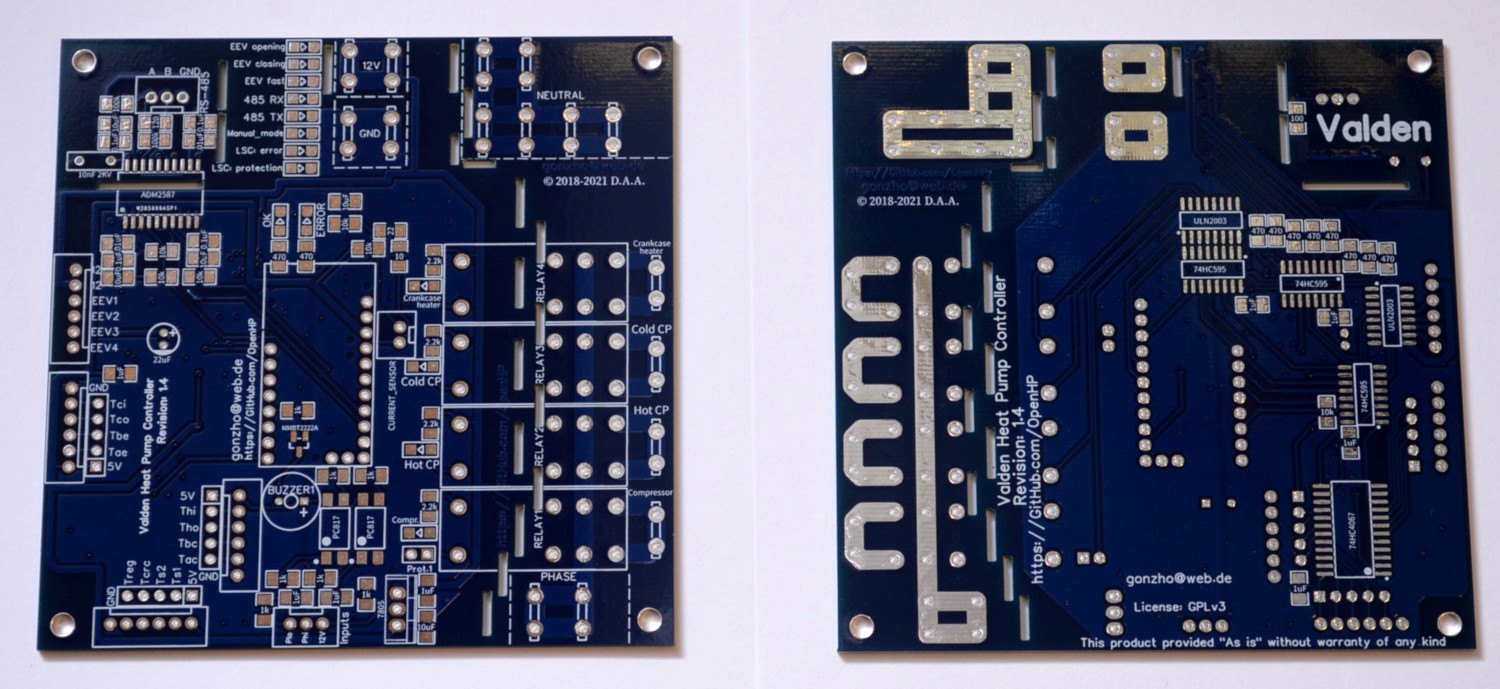 EEV opening
EEV closing
EEV fast
485 RX
485 TX
Manual_mode
LSC: error
LSC: protection
12V
GND
NEUTRAL
© 2018-2021 D.A.A.
A B GND
RS-485
10nF 2KV
ADM2587
OK
ERROR
470
470
10uF
10k
10k
22
10
2.2k
Crankcase
heater
Crankcase
heater
RELAY4
EEV1
EEV2
EEV3
EEV4
22uF
1uF
2.2k
Cold CP
CURRENT_SENSOR
RELAY3
Cold CP
GND
Tci
Tco
Tbe
Tae
5V
Valden Heat Pump Controller
Revision: 1.4
gonzho@web.de
https://GitHub.com/OpenHP
1k
MMBT2222A
2.2k
Hot CP
RELAY2
Hot CP
BUZZER1
+
1k
1k
PC817
PC817
2.2k
Compr.
RELAY1
Compressor
5V
Thi
Tho
Tbc
Tac
GND
GND
Treg
Tcrc
Ts2
Ts1
5V
1k
1k
1uF
1k
1k
Plo
Phi
12V
Inputs
7805
Prot.1
1uF
10uF
PHASE
100
Valden
https://GitHub.com/OpenHP
gonzho@web.de
© 2018-2021 D.A.A.
ULN2003
470
470
470
470
470
470
470
74HC595
74HC595
1uF
1uF
ULN2003
Valden Heat Pump Controller
Revision: 1.4
https://GitHub.com/OpenHP
74HC595
10k
1uF
74HC4067
1uF
gonzho@web.de
License: GPLv3
This product provided "As is" without warranty of any kind